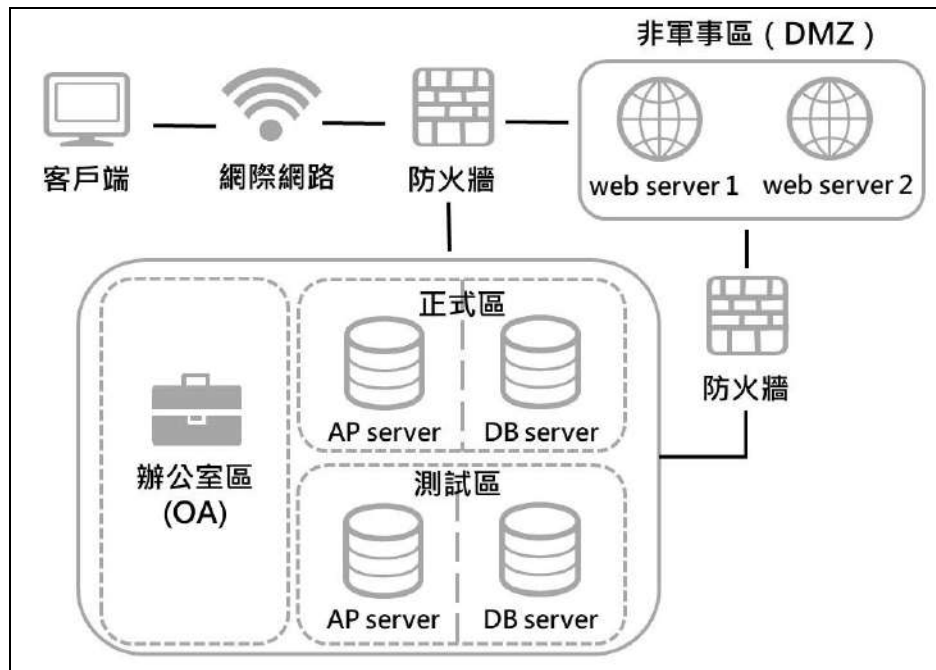 非軍事區（DMZ）
客戶端
網際網路
防火牆
web server 1
web server 2
正式區
AP server
DB server
防火牆
辦公室區
(OA)
測試區
AP server
DB server